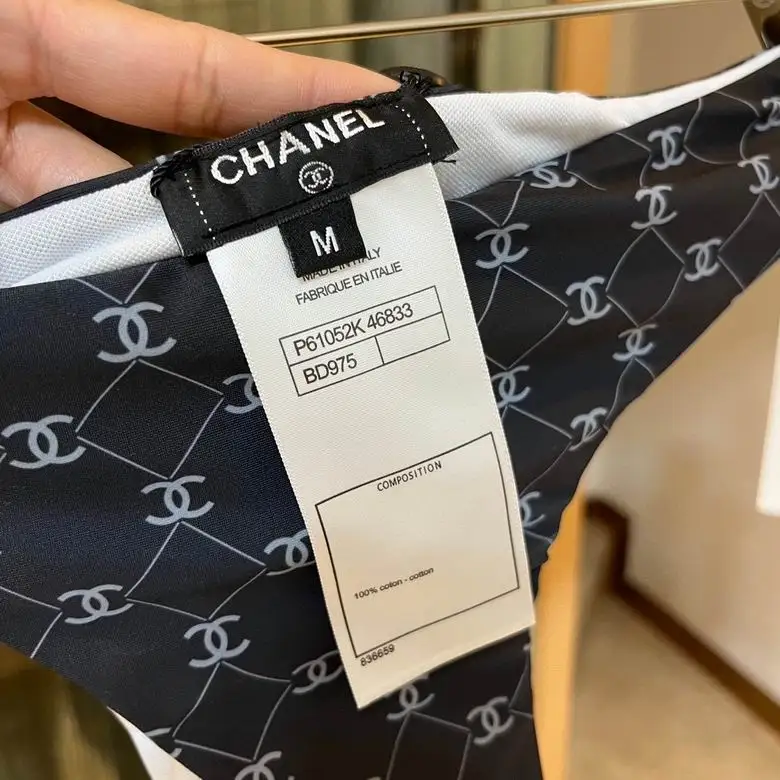 CHANEL
M
MADE IN ITALY
FABRIQUE EN ITALIE
P61052K 46833
BD975
COMPOSITION
100% coton - cotton
836659